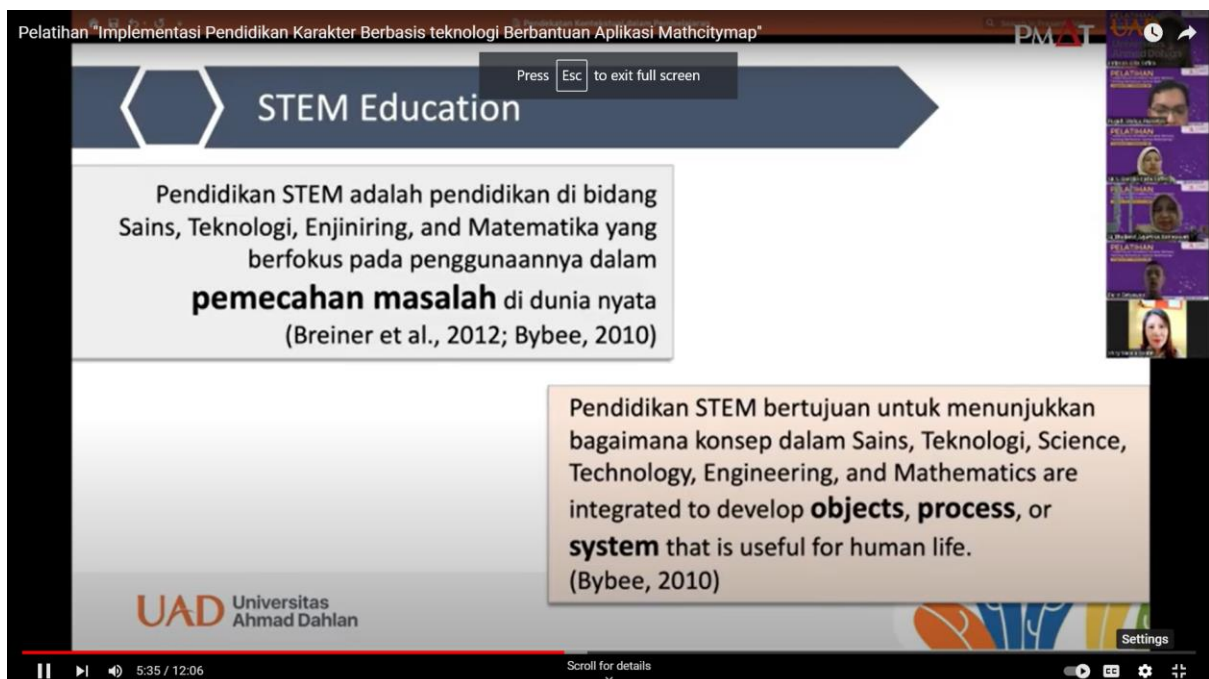 Pelatihan "Implementasi Pendidikan Karakter Berbasis teknologi Berbantuan Aplikasi Mathcitymap"
PMAT
UAD
Press Esc to exit full screen
STEM Education
PELATIHAN
PELATIHAN
PELATIHAN
PELATIHAN
Pendidikan STEM adalah pendidikan di bidang
Sains, Teknologi, Enjiniring, and Matematika yang
berfokus pada penggunaannya dalam
pemecahan masalah di dunia nyata
(Breiner et al., 2012; Bybee, 2010)
Pendidikan STEM bertujuan untuk menunjukkan
bagaimana konsep dalam Sains, Teknologi, Science,
Technology, Engineering, and Mathematics are
integrated to develop objects, process, or
system that is useful for human life.
(Bybee, 2010)
UAD Universitas
Ahmad Dahlan
Settings
5:35 / 12:06
Scroll for details
CC